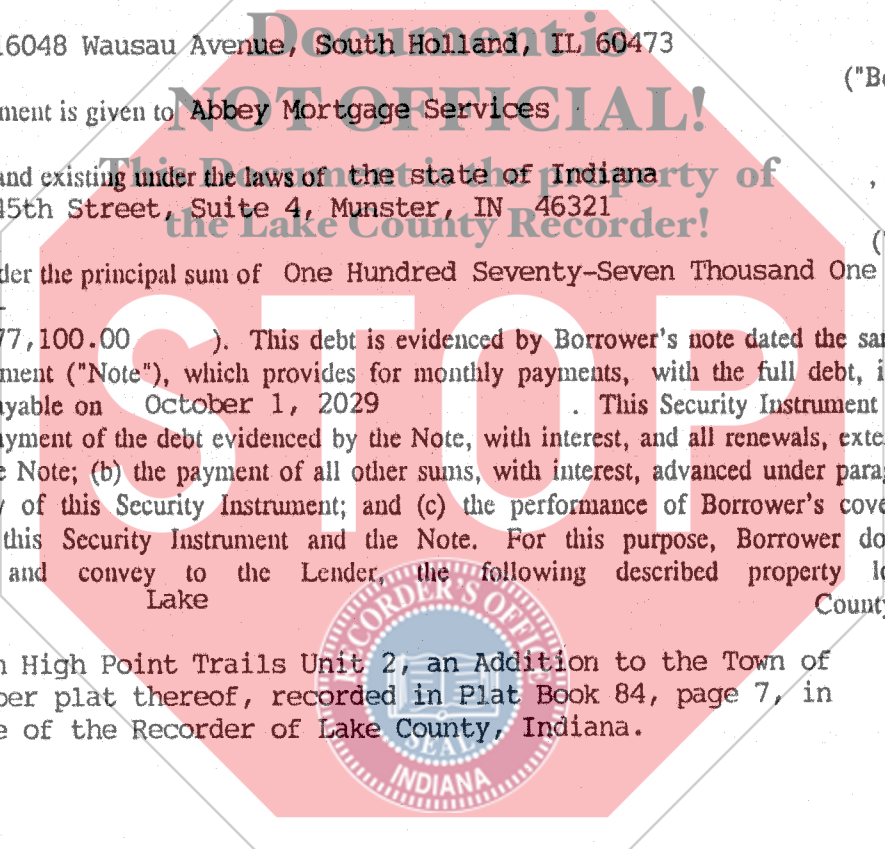 Document is
16048 Wausau Avenue, South Holland, IL 60473
("Bo
ment is given to Abbey Mortgage Services
NOT OFFICIAL!
This Document is the property of
and existing under the laws of the state of Indiana ,
45th Street, Suite 4, Munster, IN 46321
the Lake County Recorder!
der the principal sum of One Hundred Seventy-Seven Thousand One
77,100.00 ). This debt is evidenced by Borrower's note dated the sa
ment ("Note"), which provides for monthly payments, with the full debt, i
ayable on October 1, 2029 . This Security Instrument
ayment of the debt evidenced by the Note, with interest, and all renewals, exte
e Note; (b) the payment of all other sums, with interest, advanced under para
y of this Security Instrument; and (c) the performance of Borrower's cove
this Security Instrument and the Note. For this purpose, Borrower do
and convey to the Lender, the following described property lo
Lake County
STOP
n High Point Trails Unit 2, an Addition to the Town of
per plat thereof, recorded in Plat Book 84, page 7, in
e of the Recorder of Lake County, Indiana.
RECORDER'S OFFICE
SEAL
INDIANA